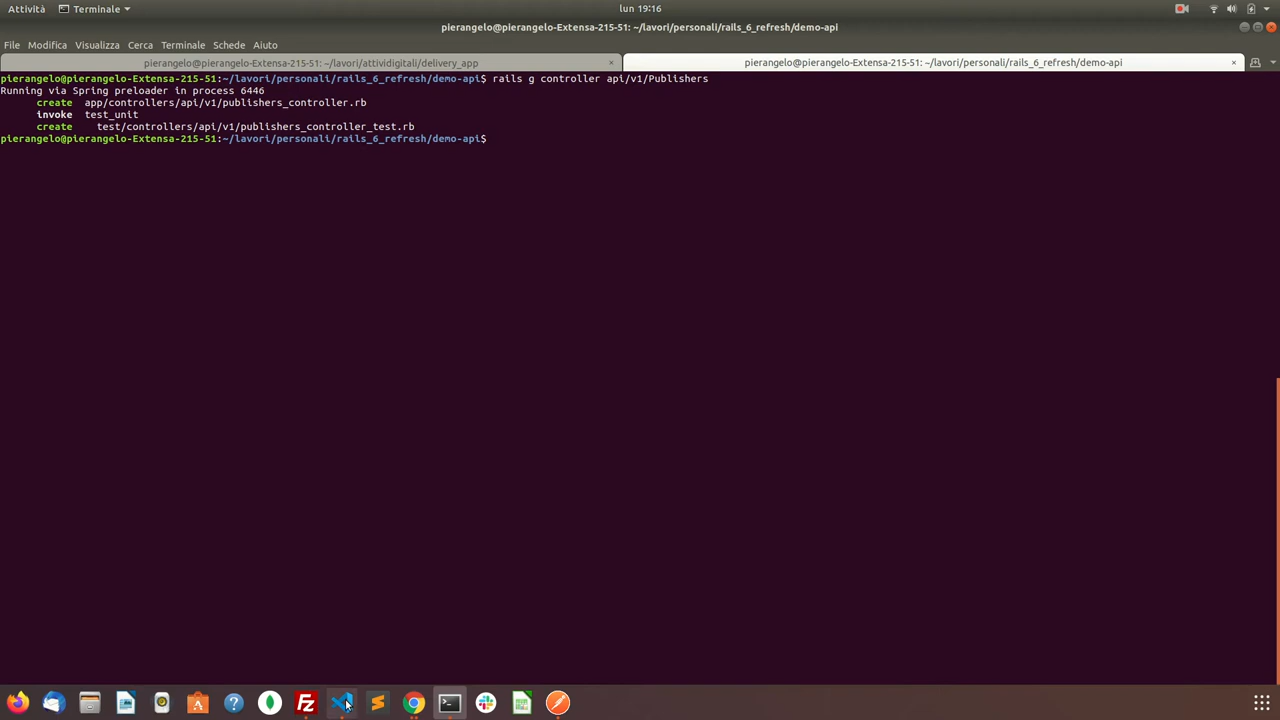 Attività Terminale lun 19:16
pierangelo@pierangelo-Extensa-215-51: ~/lavori/personali/rails_6_refresh/demo-api
File Modifica Visualizza Cerca Terminale Schede Aiuto
pierangelo@pierangelo-Extensa-215-51: ~/lavori/attividigitali/delivery_app × pierangelo@pierangelo-Extensa-215-51: ~/lavori/personali/rails_6_refresh/demo-api ×
pierangelo@pierangelo-Extensa-215-51:~/lavori/personali/rails_6_refresh/demo-api$ rails g controller api/v1/Publishers
Running via Spring preloader in process 6446
create app/controllers/api/v1/publishers_controller.rb
invoke test_unit
create test/controllers/api/v1/publishers_controller_test.rb
pierangelo@pierangelo-Extensa-215-51:~/lavori/personali/rails_6_refresh/demo-api$